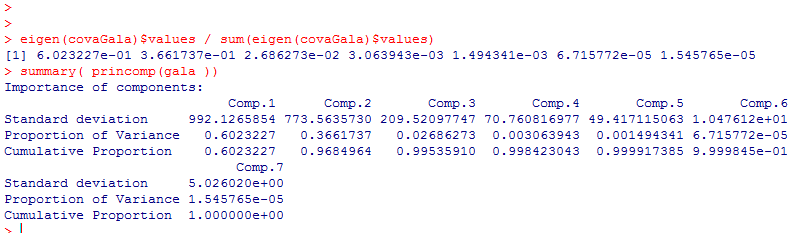 >
>
> eigen(covaGala)$values / sum(eigen(covaGala)$values)
[1] 6.023227e-01 3.661737e-01 2.686273e-02 3.063943e-03 1.494341e-03 6.715772e-05 1.545765e-05
> summary( princomp(gala ))
Importance of components:
Comp.1 Comp.2 Comp.3 Comp.4 Comp.5 Comp.6
Standard deviation 992.1265854 773.5635730 209.52097747 70.760816977 49.417115063 1.047612e+01
Proportion of Variance 0.6023227 0.3661737 0.02686273 0.003063943 0.001494341 6.715772e-05
Cumulative Proportion 0.6023227 0.9684964 0.99535910 0.998423043 0.999917385 9.999845e-01
Comp.7
Standard deviation 5.026020e+00
Proportion of Variance 1.545765e-05
Cumulative Proportion 1.000000e+00
>